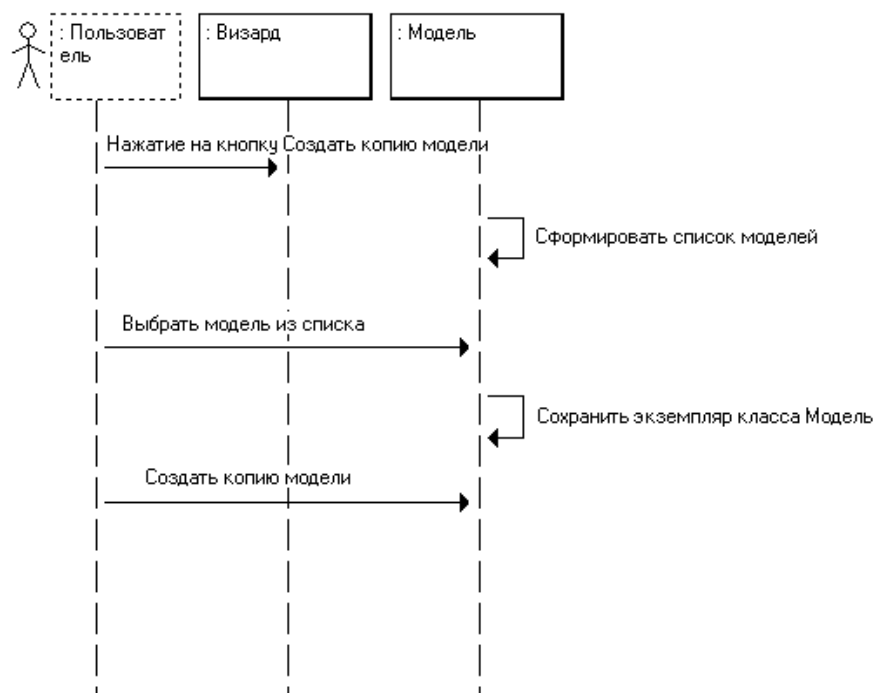 : Пользоват
ель
: Визард
: Модель
Нажатие на кнопку Создать копию модели
Сформировать список моделей
Выбрать модель из списка
Сохранить экземпляр класса Модель
Создать копию модели